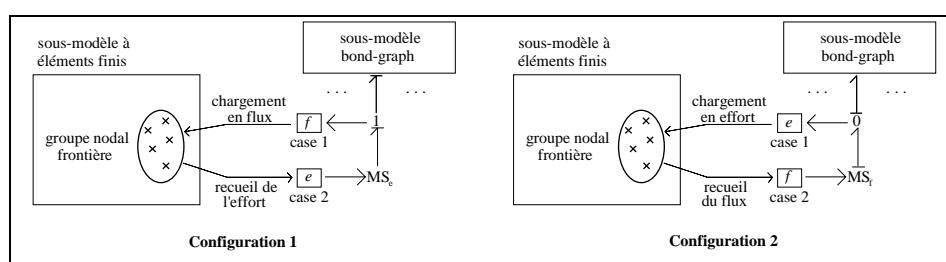 sous-modèle à
éléments finis
sous-modèle
bond-graph
. . . . . .
chargement
en flux
f
1
case 1
groupe nodal
frontière
recueil de
l'effort
e
MSe
case 2
Configuration 1
sous-modèle à
éléments finis
sous-modèle
bond-graph
. . . . . .
chargement
en effort
e
0
case 1
groupe nodal
frontière
recueil
du flux
f
MSf
case 2
Configuration 2